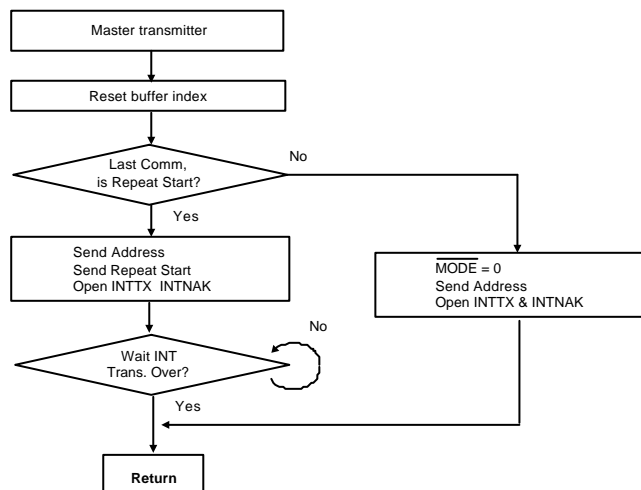 Master transmitter
Reset buffer index
Last Comm,
is Repeat Start?
No
Yes
Send Address
Send Repeat Start
Open INTTX INTNAK
MODE = 0
Send Address
Open INTTX & INTNAK
No
Wait INT
Trans. Over?
Yes
Return